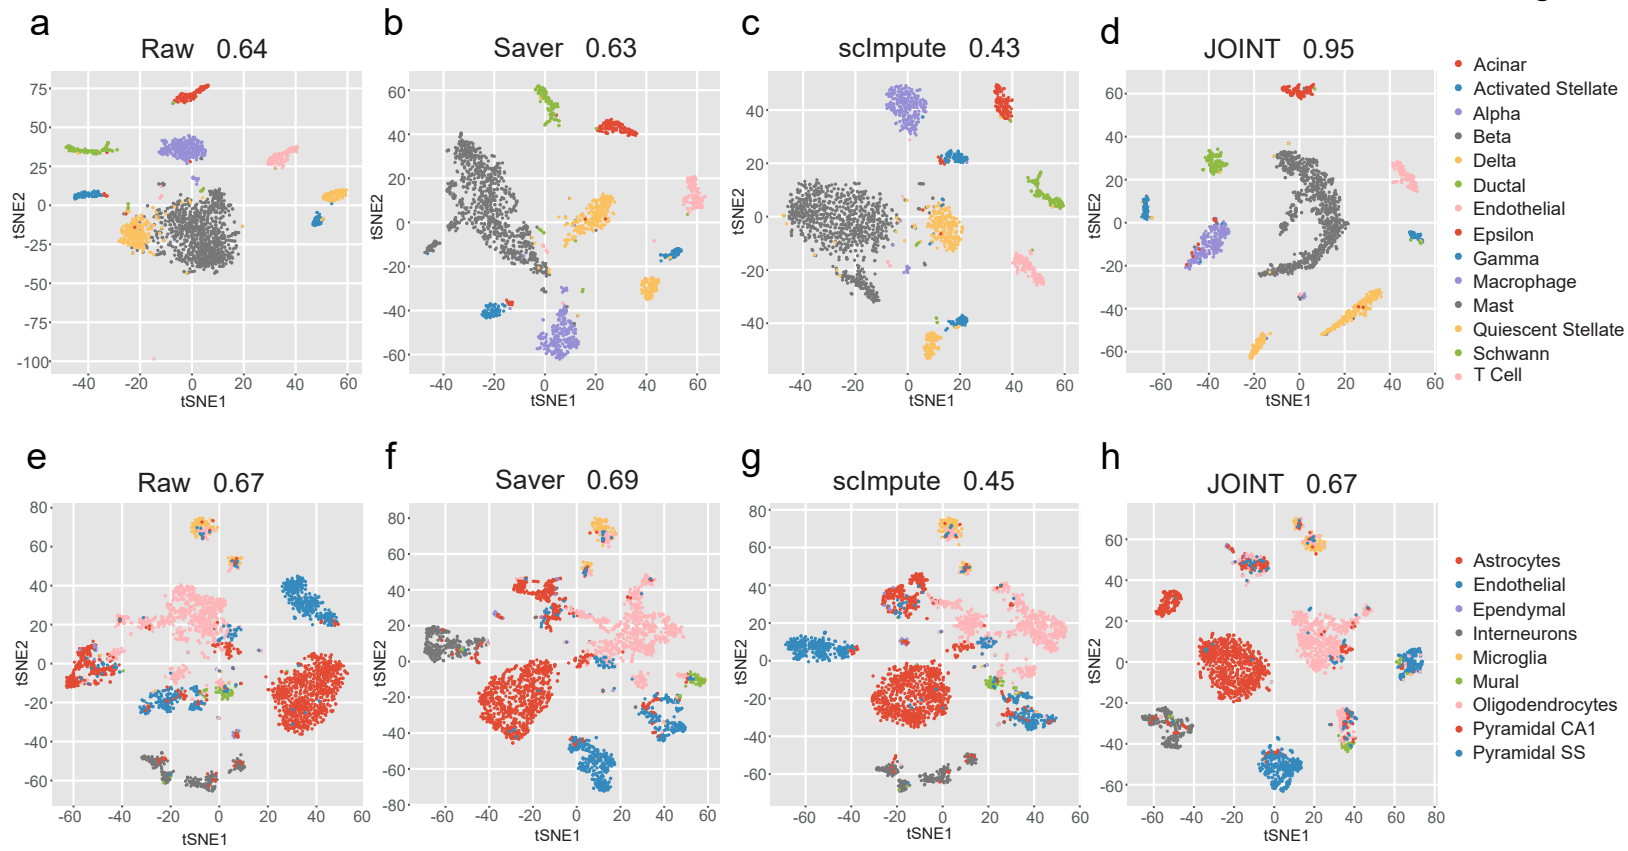 a
Raw 0.64
75
50
25
0
-25
-50
-75
-100
tSNE2
-40 -20 0 20 40 60
tSNE1
b
Saver 0.63
60
40
20
0
-20
-40
-60
tSNE2
-40 -20 0 20 40 60
tSNE1
c
scImpute 0.43
40
20
0
-20
-40
tSNE2
-40 -20 0 20 40 60
tSNE1
d
JOINT 0.95
60
40
20
0
-20
-40
-60
tSNE2
-60 -40 -20 0 20 40 60
tSNE1
Acinar
Activated Stellate
Alpha
Beta
Delta
Ductal
Endothelial
Epsilon
Gamma
Macrophage
Mast
Quiescent Stellate
Schwann
T Cell
e
Raw 0.67
80
60
40
20
0
-20
-40
-60
tSNE2
-60 -40 -20 0 20 40 60
tSNE1
f
Saver 0.69
80
60
40
20
0
-20
-40
-60
-80
tSNE2
-60 -40 -20 0 20 40 60
tSNE1
g
scImpute 0.45
80
60
40
20
0
-20
-40
-60
tSNE2
-60 -40 -20 0 20 40 60
tSNE1
h
JOINT 0.67
60
40
20
0
-20
-40
-60
tSNE2
-60 -40 -20 0 20 40 60 80
tSNE1
Astrocytes
Endothelial
Ependymal
Interneurons
Microglia
Mural
Oligodendrocytes
Pyramidal CA1
Pyramidal SS